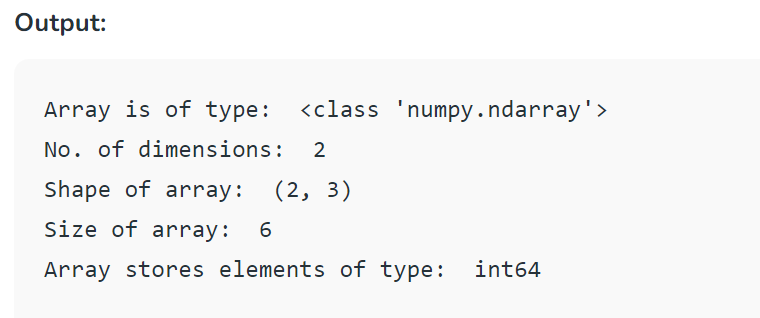 Output:
Array is of type:  <class 'numpy.ndarray'>
No. of dimensions:  2
Shape of array:  (2, 3)
Size of array:  6
Array stores elements of type:  int64